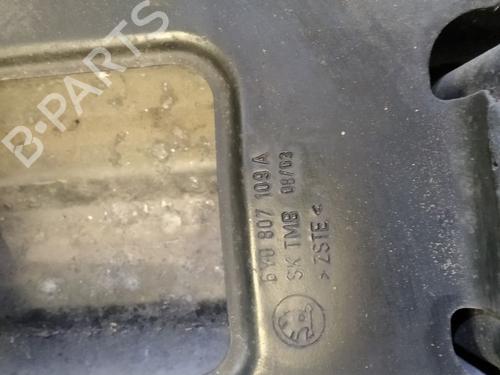 B-PARTS
6Y0 807 109 A
SK TMB 08/03
> ZSTE <